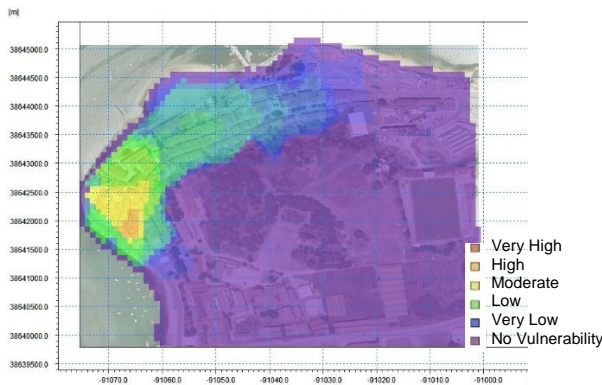 [m]
38645000.0
38644500.0
38644000.0
38643500.0
38643000.0
38642500.0
38642000.0
38641500.0
38641000.0
38640500.0
38640000.0
38639500.0
Very High
High
Moderate
Low
Very Low
No Vulnerability
-91070.0 -91060.0 -91050.0 -91040.0 -91030.0 -91020.0 -91010.0 -91000.0